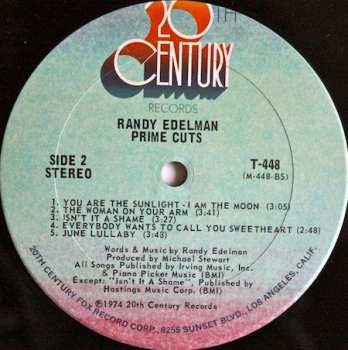 20TH
CENTURY
RECORDS
RANDY EDELMAN
PRIME CUTS
SIDE 2
STEREO
T-448
(M-448-BS)
1. YOU ARE THE SUNLIGHT - I AM THE MOON (3:05)
2. THE WOMAN ON YOUR ARM (3:41)
3. ISN'T IT A SHAME (3:27)
4. EVERYBODY WANTS TO CALL YOU SWEETHEART (2:48)
5. JUNE LULLABY (2:48)
Words & Music by Randy Edelman
Produced by Michael Stewart
All Songs Published by Irving Music, Inc.
& Piano Picker Music (BMI)
Except: "Isn't It a Shame", Published by
Hastings Music Corp. (BMI)
©1974 20th Century Records
20TH CENTURY FOX RECORD CORP., 8255 SUNSET BLVD., LOS ANGELES, CALIF.